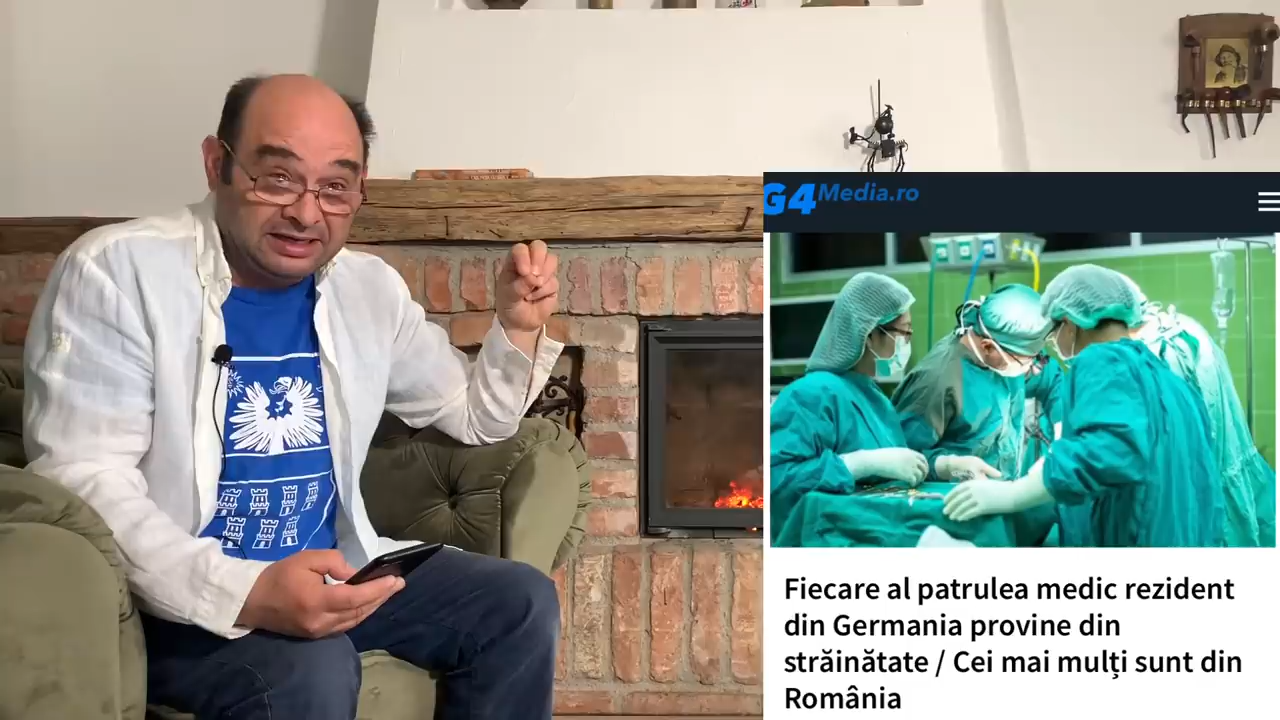 G4Media.ro
Fiecare al patrulea medic rezident
din Germania provine din
străinătate / Cei mai mulți sunt din
România